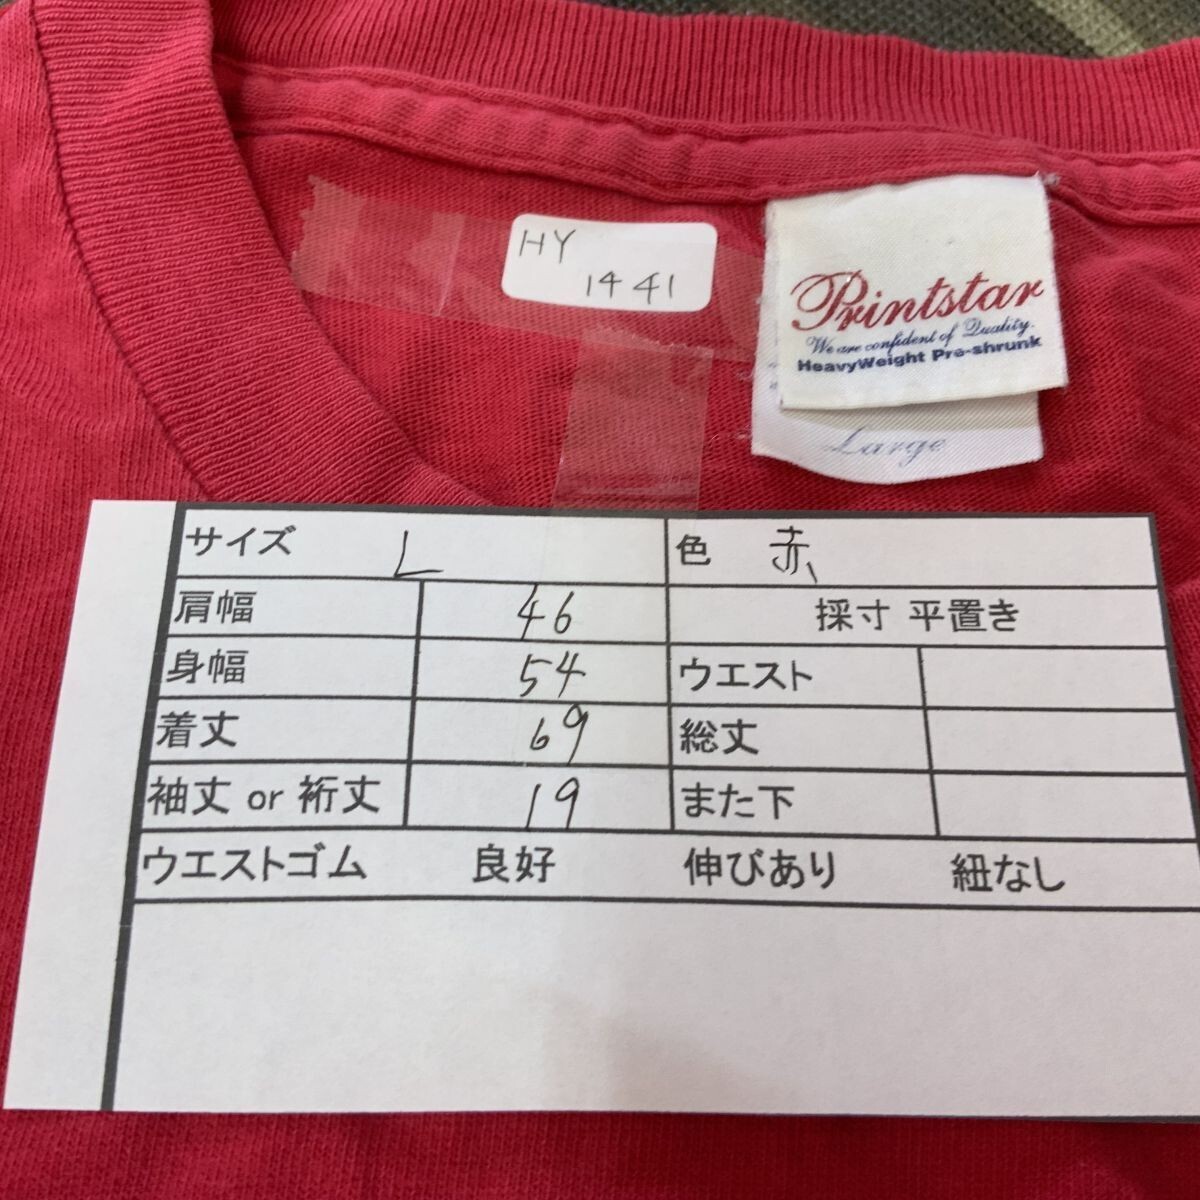 HY
1441
Printstar
We are confident of Quality.
HeavyWeight Pre-shrunk
Large
サイズ L 色 赤
肩幅 46 採寸 平置き
身幅 54 ウエスト
着丈 69 総丈
袖丈 or 裄丈 19 また下
ウエストゴム 良好 伸びあり 紐なし